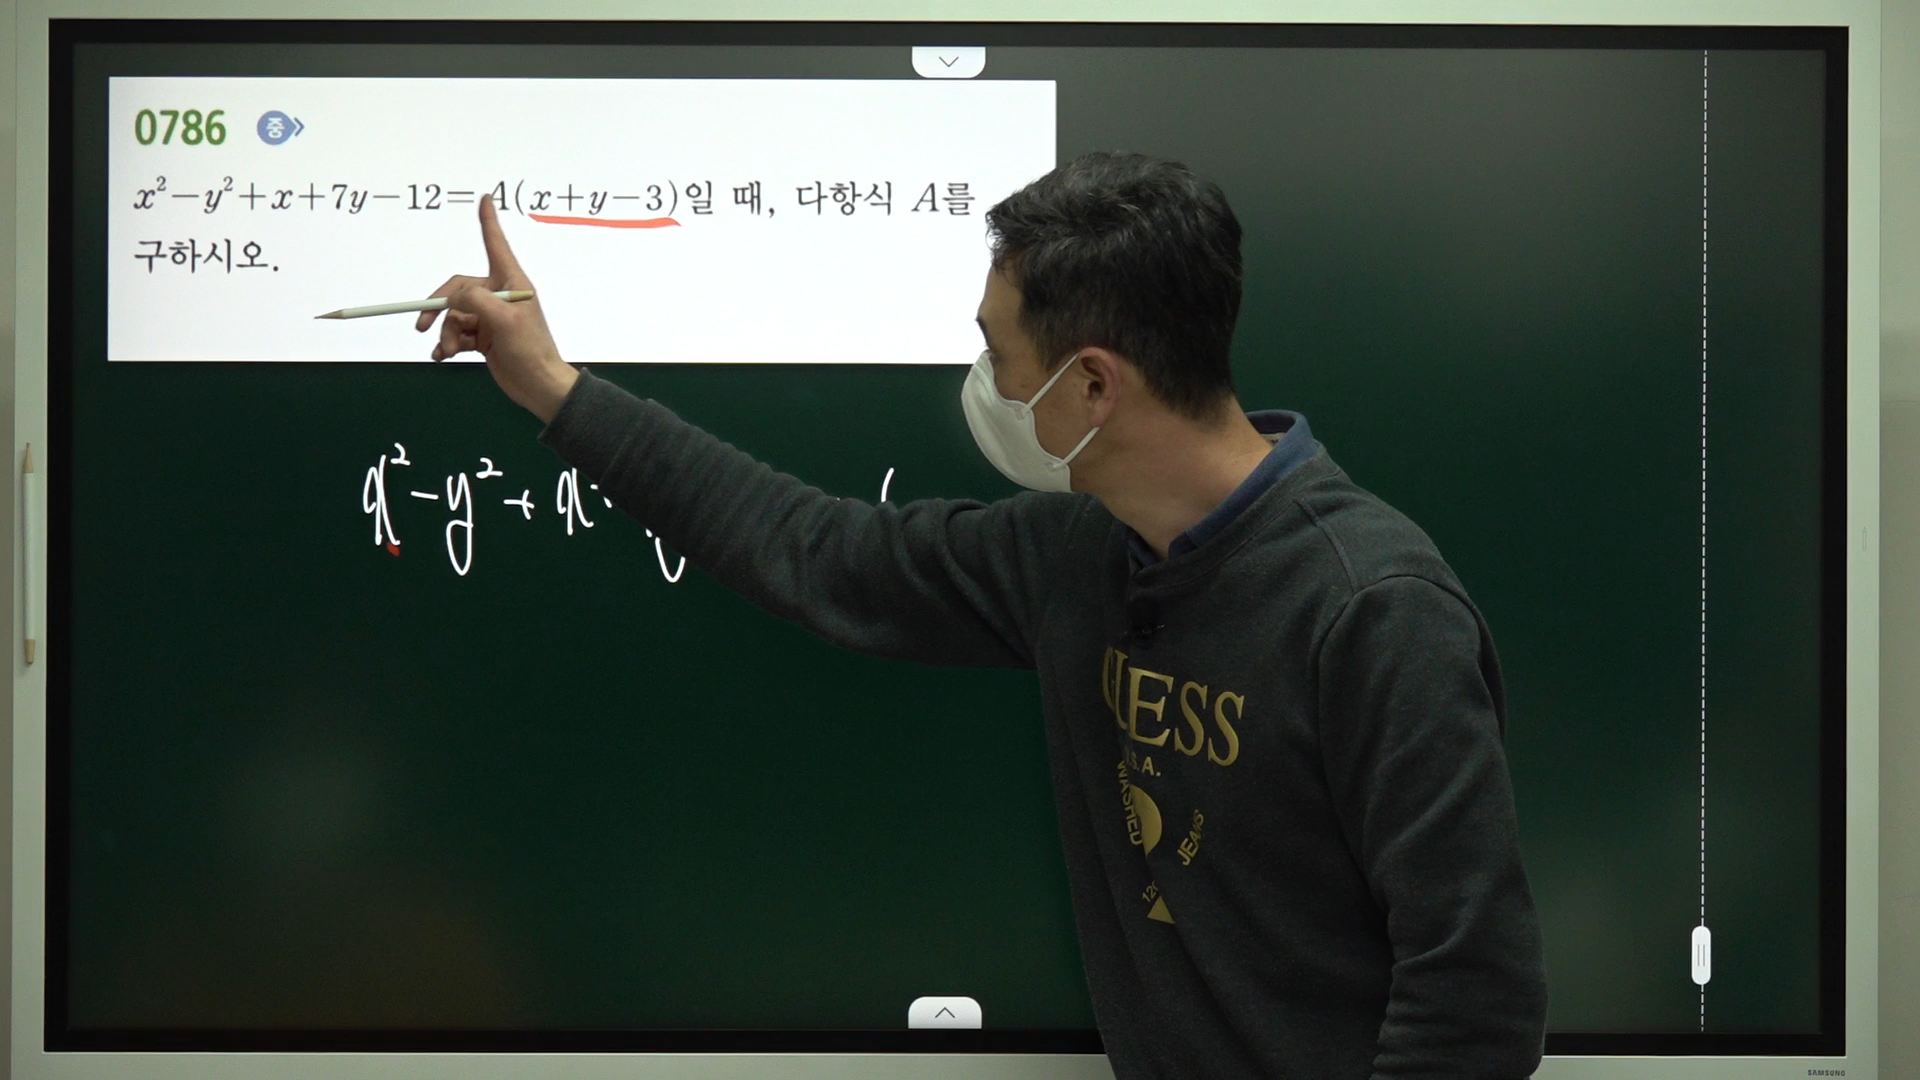 0786 중
x²−y²+x+7y−12=A(x+y−3)일 때, 다항식 A를
구하시오.
x²−y²+x
GUESS
U.S.A.
WASHED
JEANS
SAMSUNG